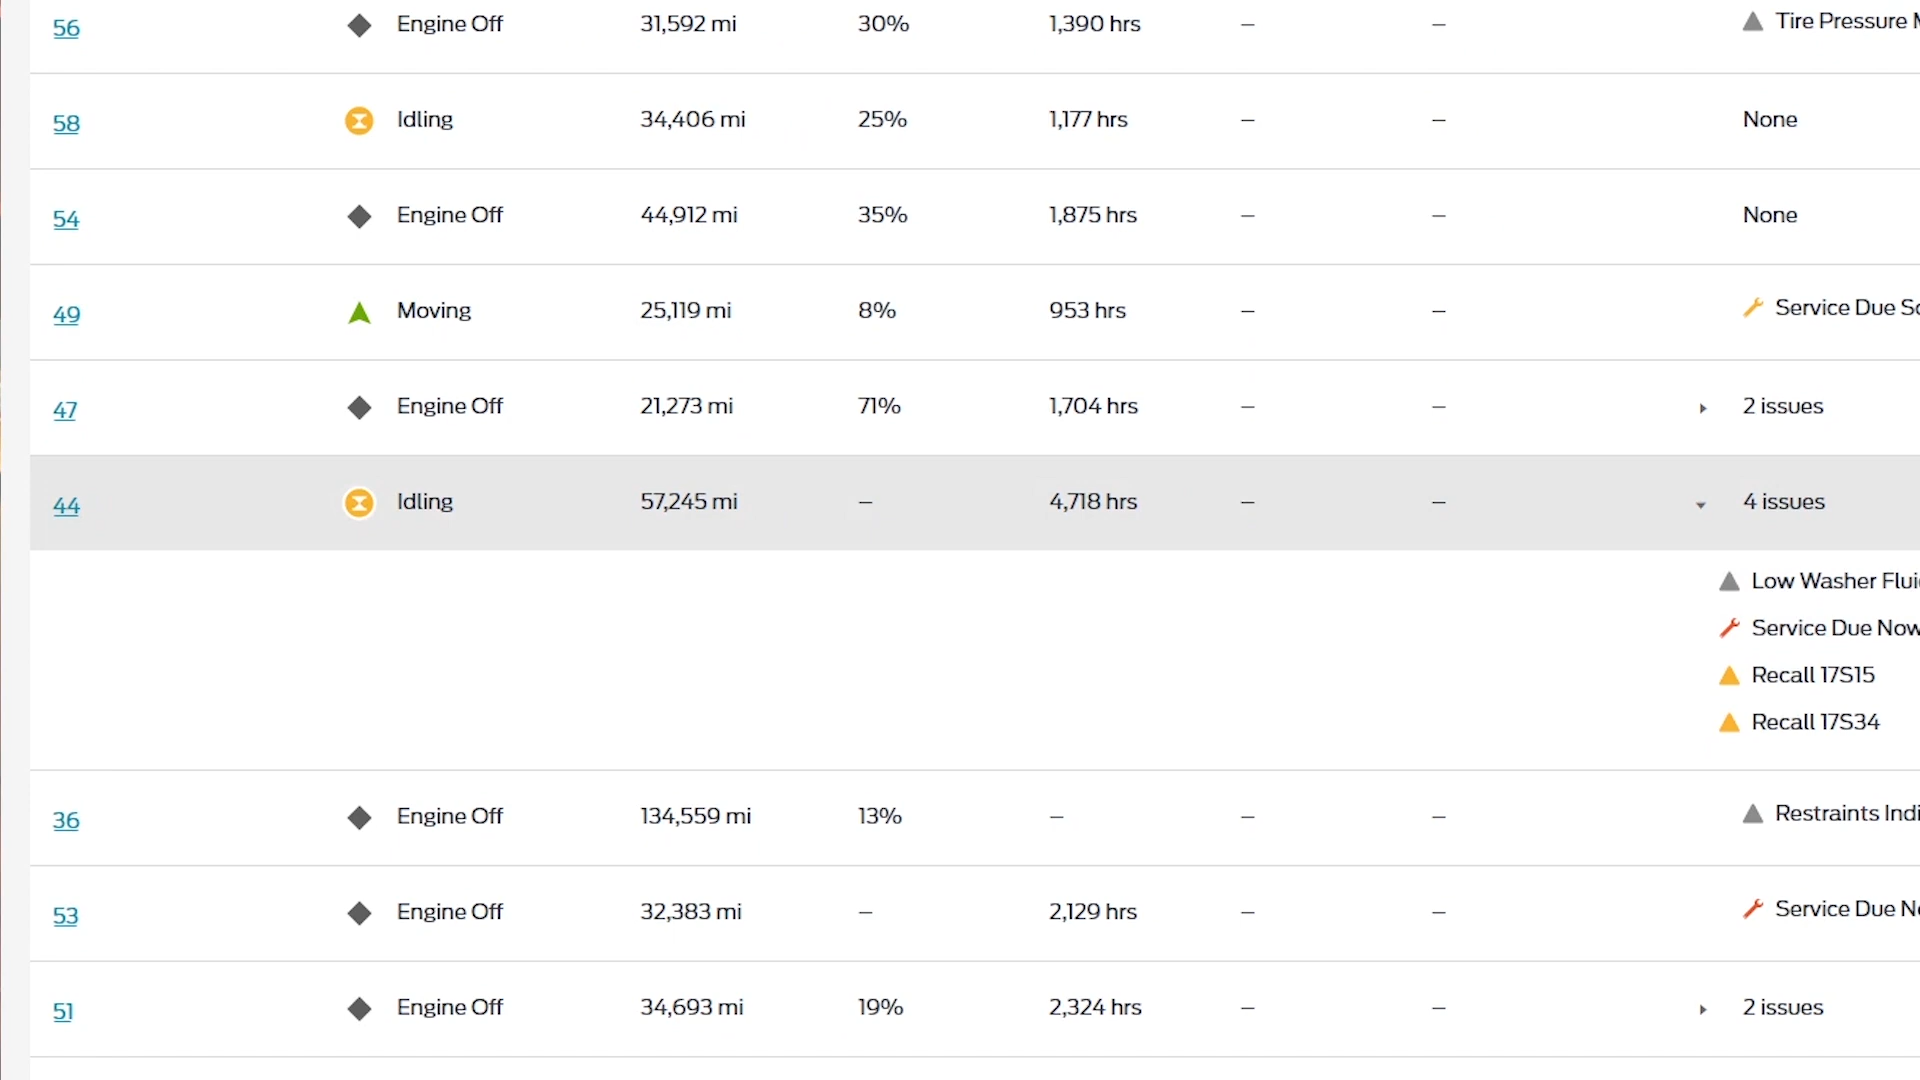 56 Engine Off 31,592 mi 30% 1,390 hrs – – Tire Pressure
58 Idling 34,406 mi 25% 1,177 hrs – – None
54 Engine Off 44,912 mi 35% 1,875 hrs – – None
49 Moving 25,119 mi 8% 953 hrs – – Service Due
47 Engine Off 21,273 mi 71% 1,704 hrs – – 2 issues
44 Idling 57,245 mi – 4,718 hrs – – 4 issues
Low Washer
Service Due Now
Recall 17S15
Recall 17S34
36 Engine Off 134,559 mi 13% – – – Restraints
53 Engine Off 32,383 mi – 2,129 hrs – – Service Due
51 Engine Off 34,693 mi 19% 2,324 hrs – – 2 issues